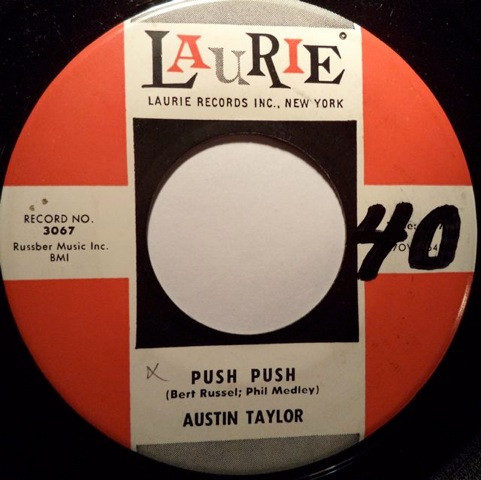 LAURIE
LAURIE RECORDS INC., NEW YORK
RECORD NO.
3067
Russber Music Inc.
BMI
40
PUSH PUSH
(Bert Russel; Phil Medley)
AUSTIN TAYLOR